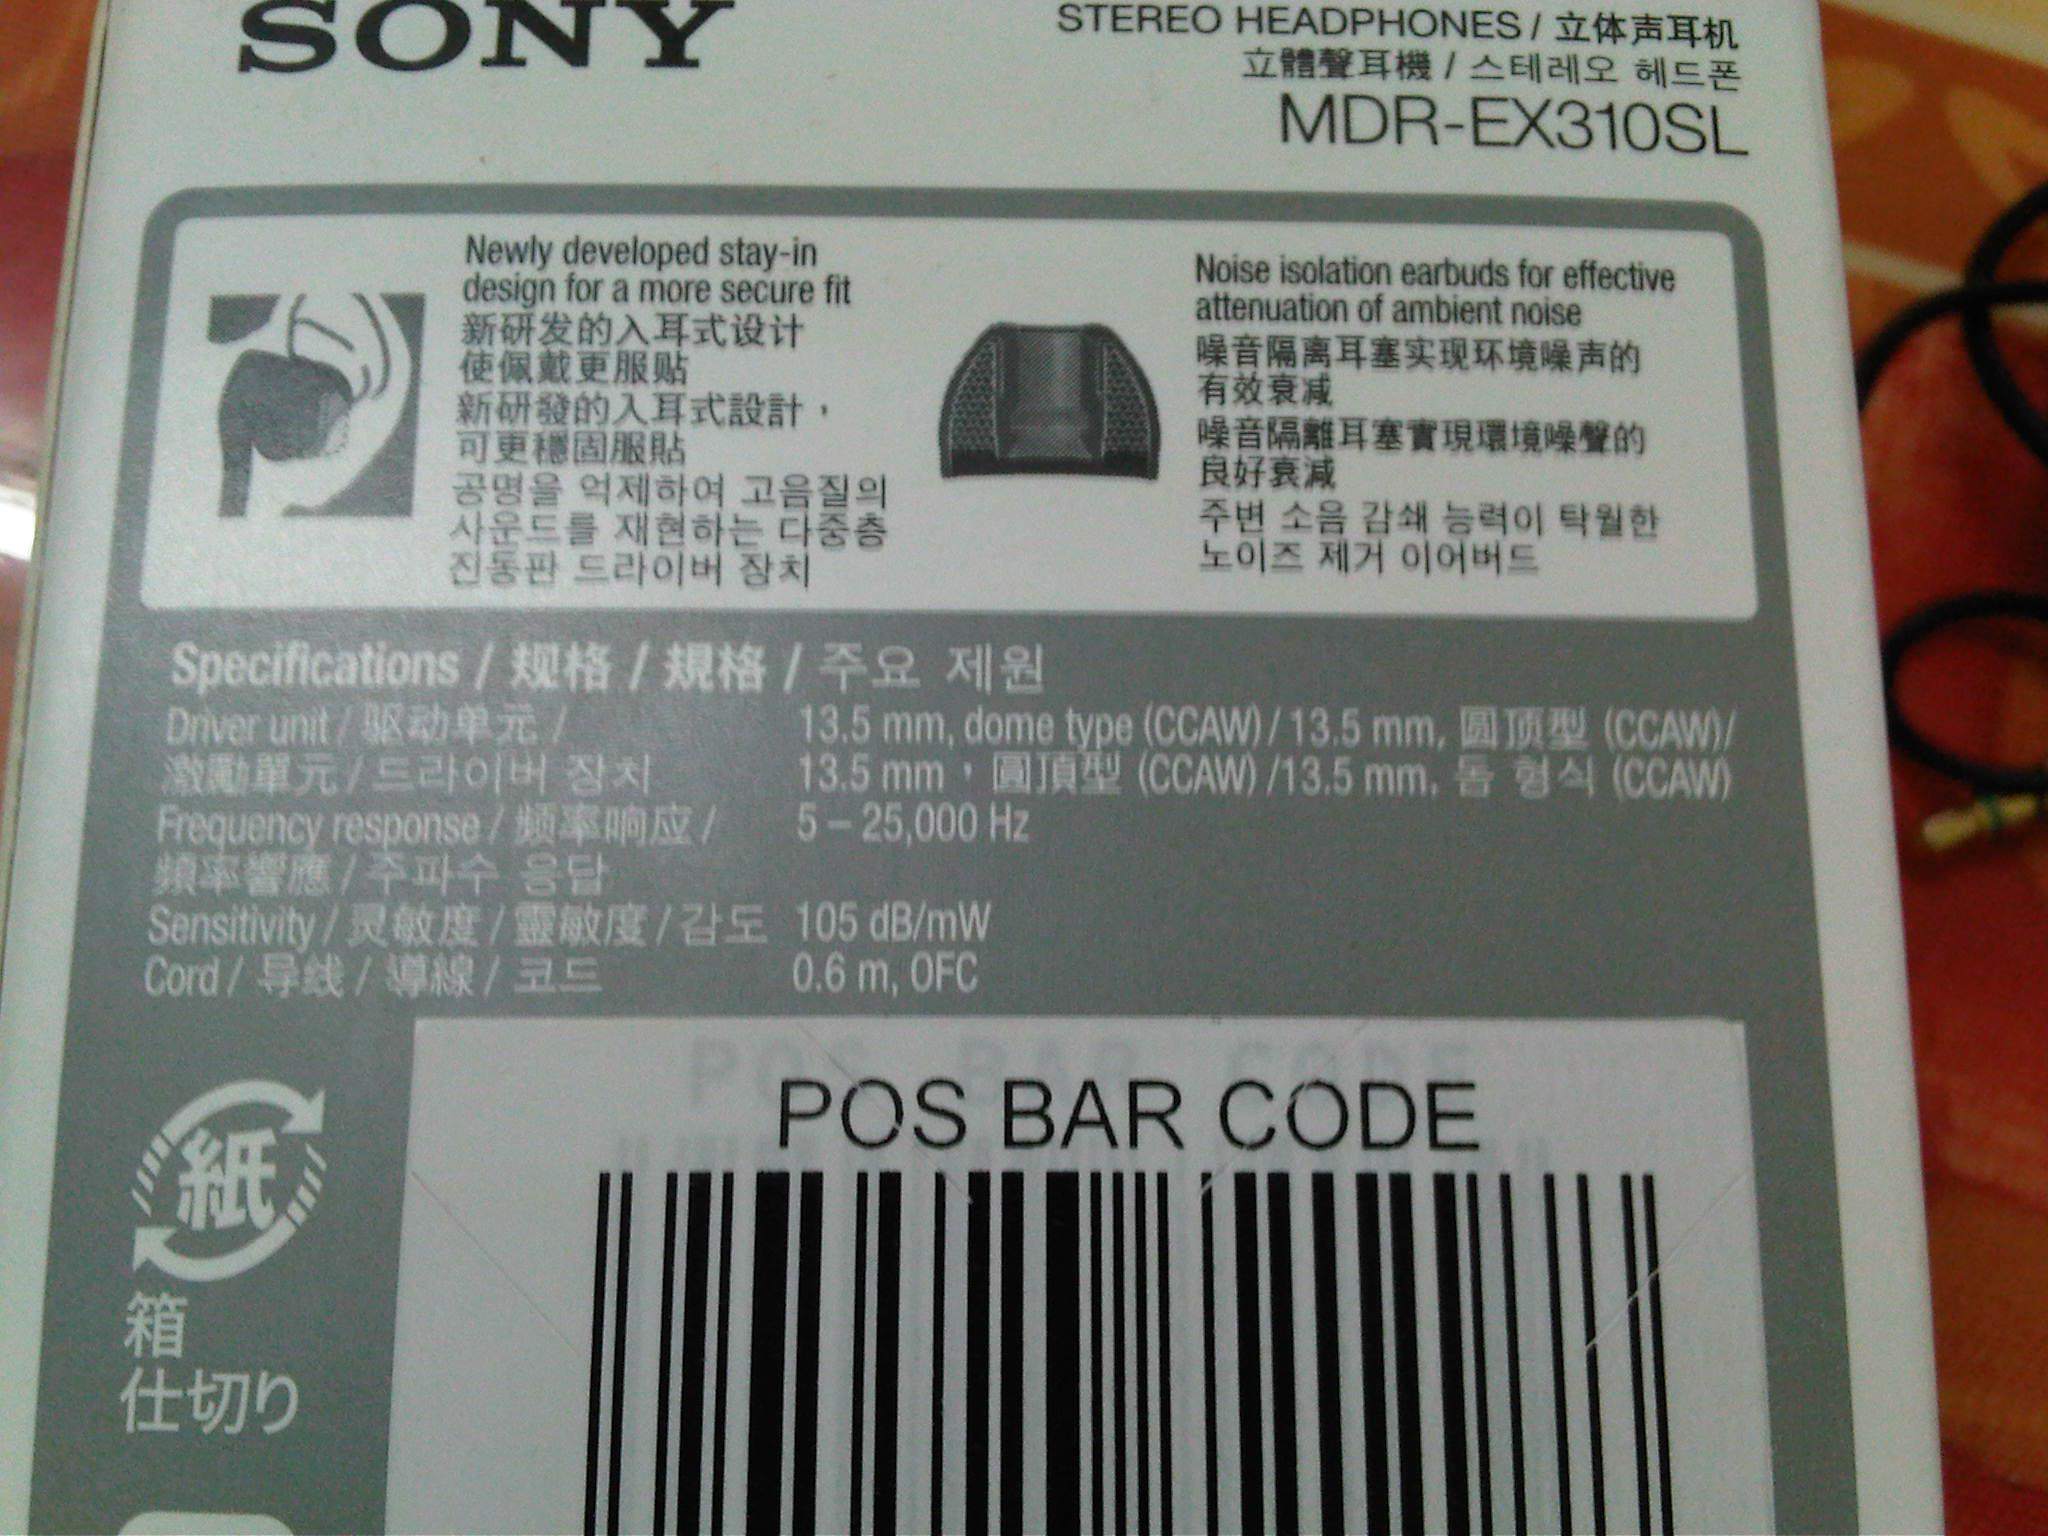 SONY
STEREO HEADPHONES / 立体声耳机
立體聲耳機 / 스테레오 헤드폰
MDR-EX310SL
Newly developed stay-in
design for a more secure fit
新研发的入耳式设计
使佩戴更服贴
新研發的入耳式設計，
可更穩固服貼
공명을 억제하여 고음질의
사운드를 재현하는 다중층
진동판 드라이버 장치
Noise isolation earbuds for effective
attenuation of ambient noise
噪音隔离耳塞实现环境噪声的
有效衰减
噪音隔離耳塞實現環境噪聲的
良好衰減
주변 소음 감쇄 능력이 탁월한
노이즈 제거 이어버드
Specifications / 规格 / 規格 / 주요 제원
Driver unit / 驱动单元 / 13.5 mm, dome type (CCAW) / 13.5 mm, 圆顶型 (CCAW)/
激勵單元 / 드라이버 장치 13.5 mm，圓頂型 (CCAW) /13.5 mm, 돔 형식 (CCAW)
Frequency response / 频率响应 / 5 – 25,000 Hz
頻率響應 / 주파수 응답
Sensitivity / 灵敏度 / 靈敏度 / 감도 105 dB/mW
Cord / 导线 / 導線 / 코드 0.6 m, OFC
POS BAR CODE
紙
箱
仕切り